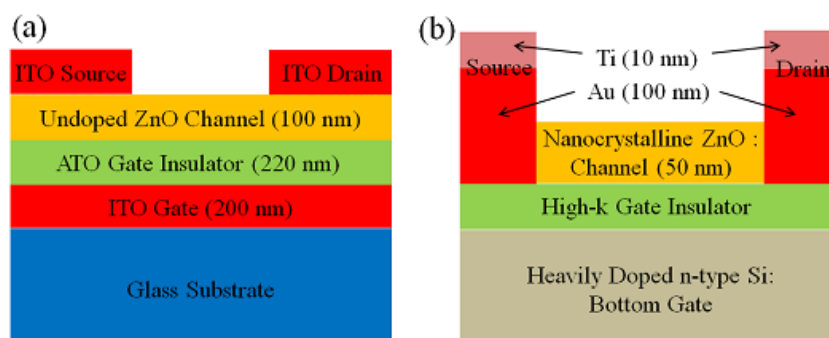 (a)
ITO Source
ITO Drain
Undoped ZnO Channel (100 nm)
ATO Gate Insulator (220 nm)
ITO Gate (200 nm)
Glass Substrate
(b)
Source
Ti (10 nm)
Drain
Au (100 nm)
Nanocrystalline ZnO :
Channel (50 nm)
High-k Gate Insulator
Heavily Doped n-type Si:
Bottom Gate